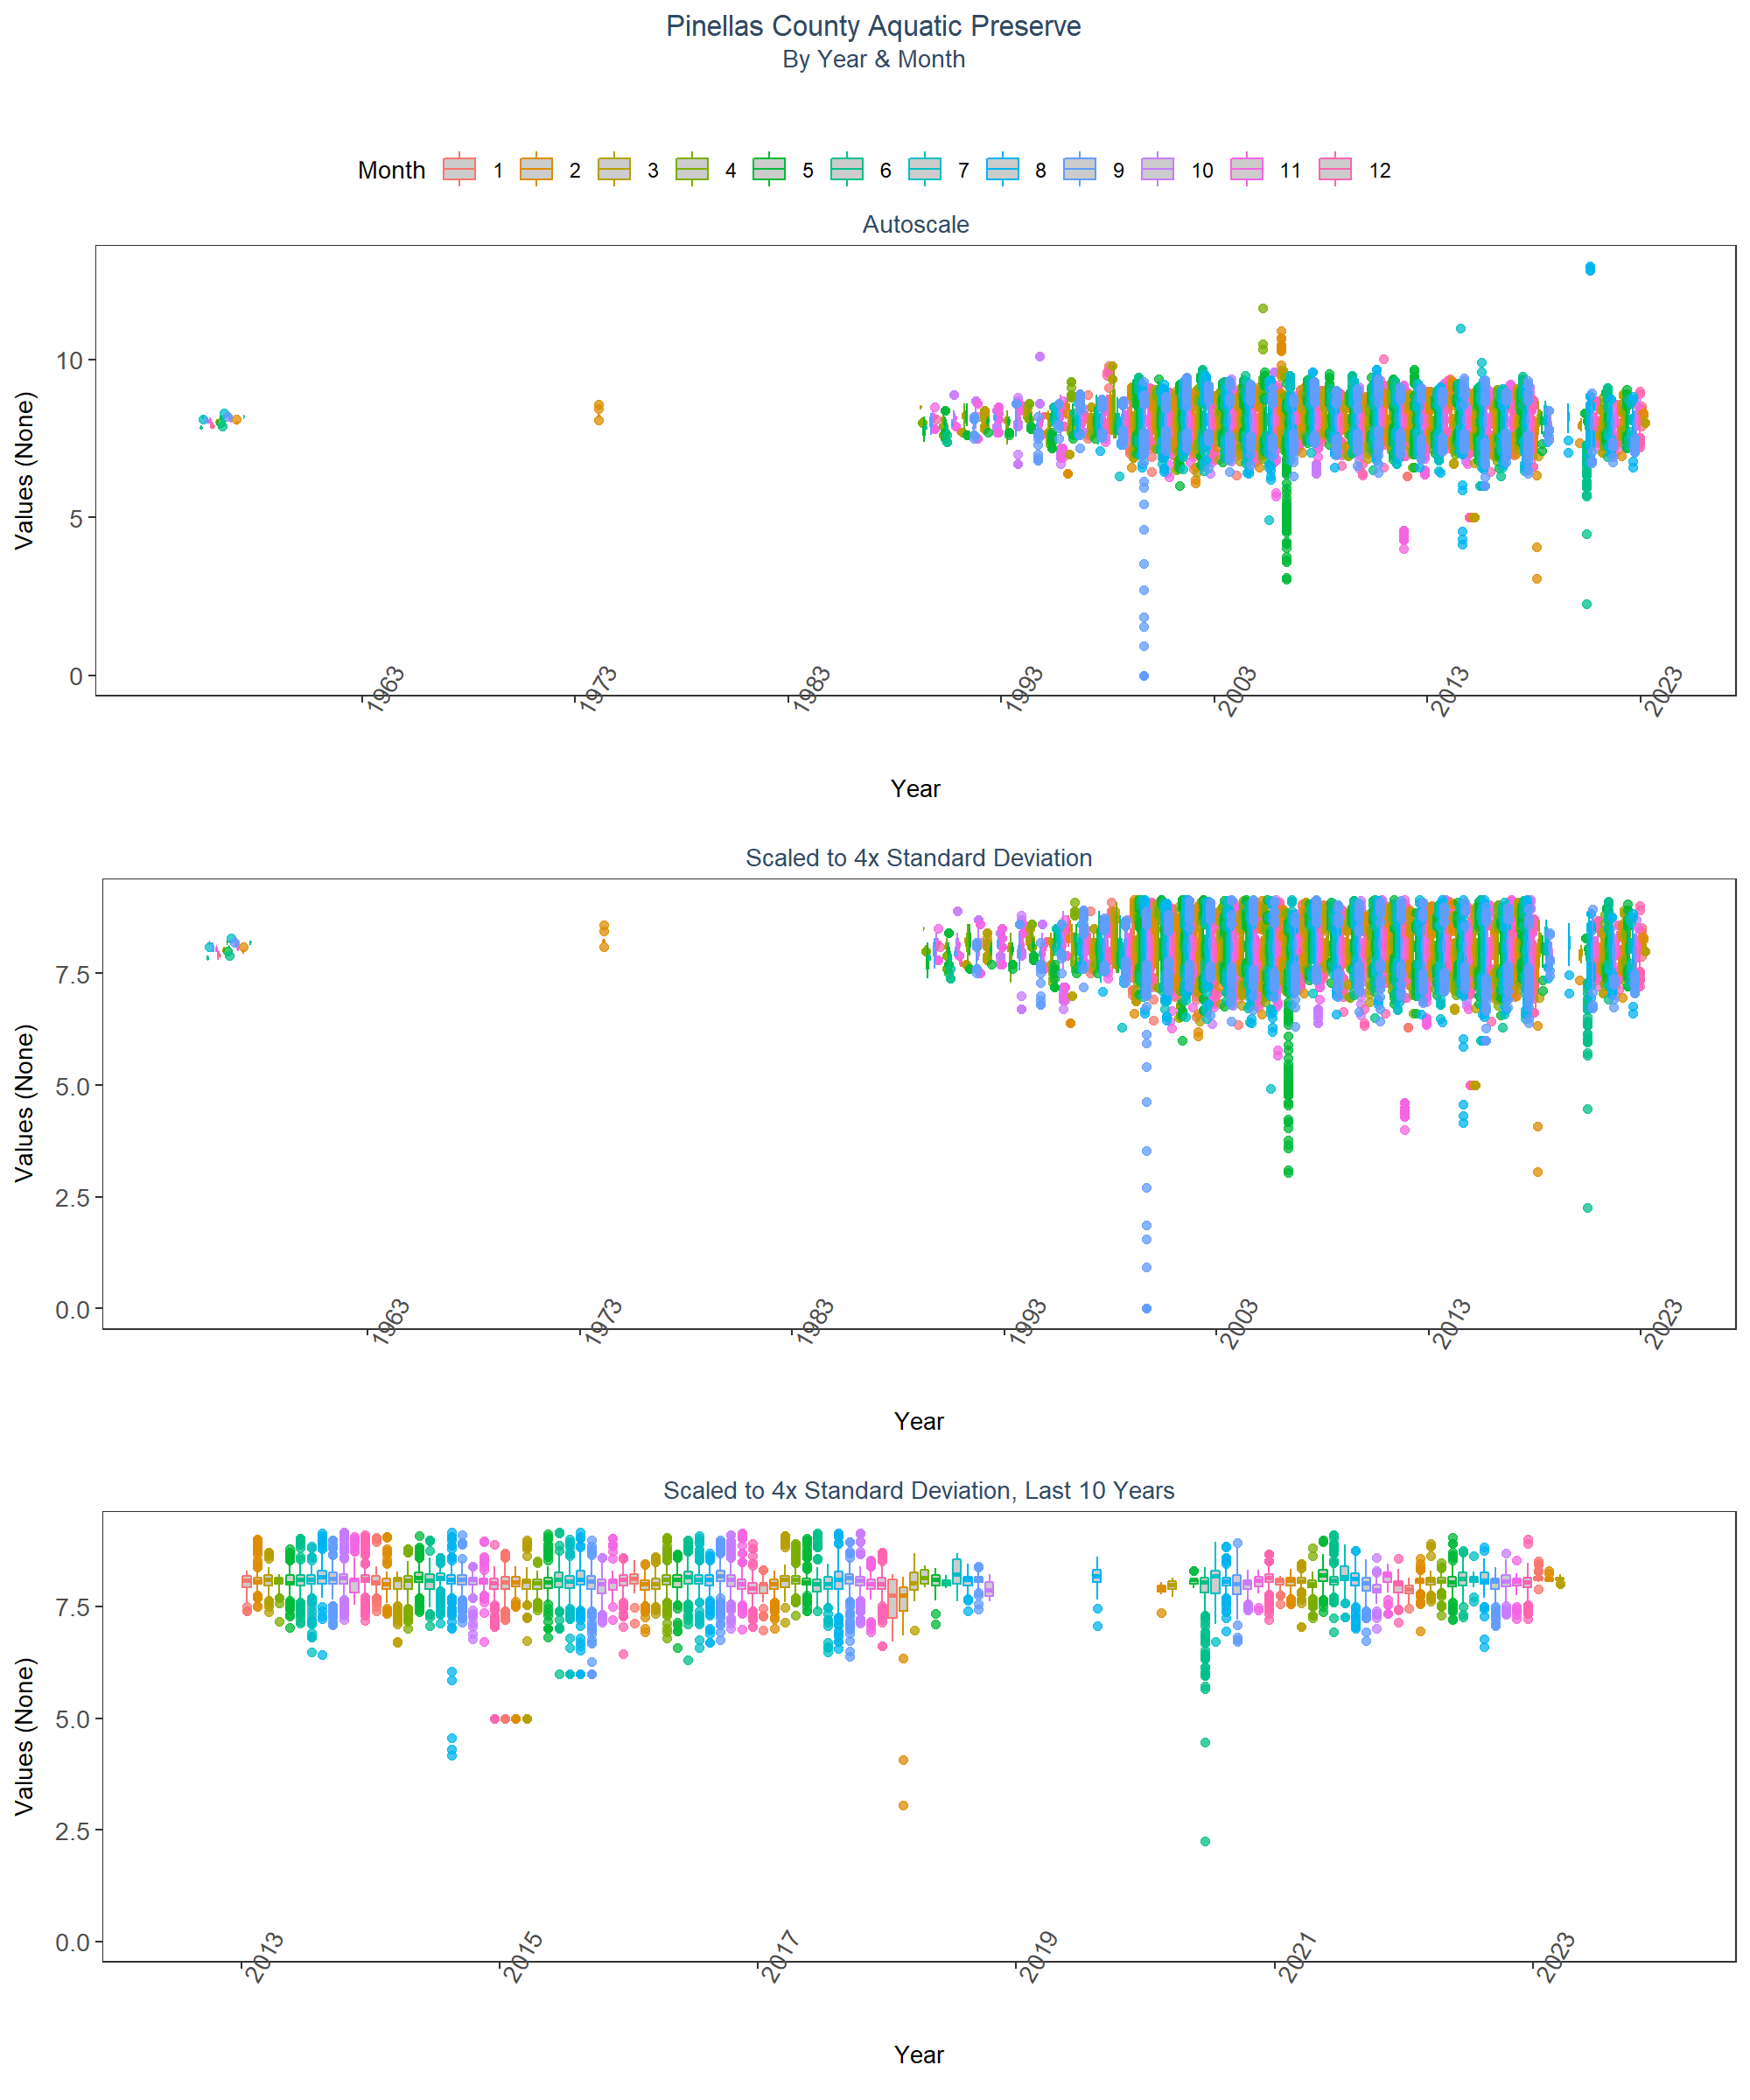 Pinellas County Aquatic Preserve
By Year & Month
Month 1 2 3 4 5 6 7 8 9 10 11 12
Autoscale
Values (None)
10
5
0
1963 1973 1983 1993 2003 2013 2023
Year
Scaled to 4x Standard Deviation
Values (None)
7.5
5.0
2.5
0.0
1963 1973 1983 1993 2003 2013 2023
Year
Scaled to 4x Standard Deviation, Last 10 Years
Values (None)
7.5
5.0
2.5
0.0
2013 2015 2017 2019 2021 2023
Year